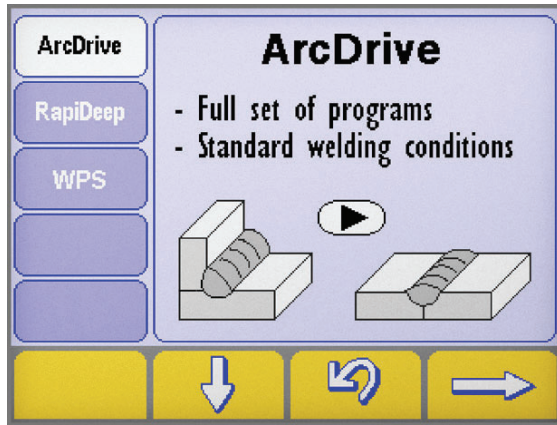 ArcDrive
RapiDeep
WPS
ArcDrive
- Full set of programs
- Standard welding conditions